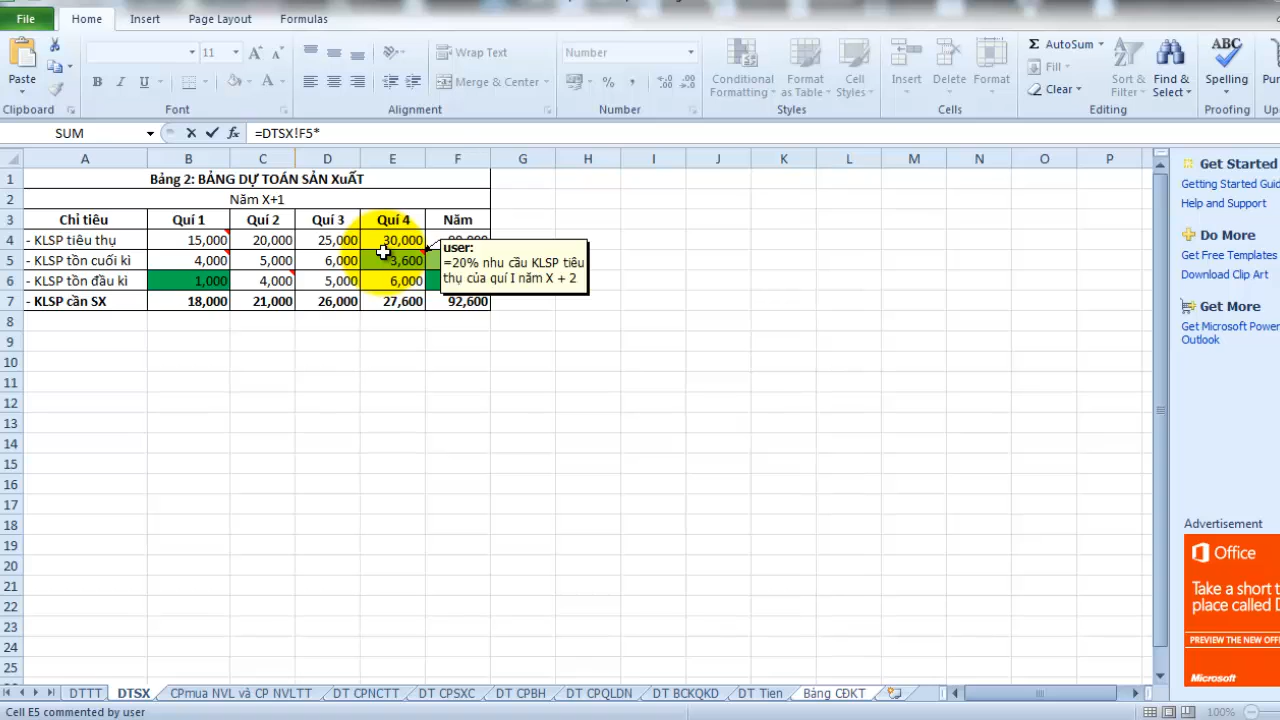 File Home Insert Page Layout Formulas
Paste 11 Wrap Text Number AutoSum
B I U Merge & Center % , Conditional Formatting Format as Table Cell Styles Insert Delete Format Fill Clear Sort & Filter Find & Select Spelling
Clipboard Font Alignment Number Styles Cells Editing Proofing
SUM fx =DTSX!F5*
A B C D E F G H I J K L M N O P
1 Bảng 2: BẢNG DỰ TOÁN SẢN XuẤT
2 Năm X+1
3 Chỉ tiêu Quí 1 Quí 2 Quí 3 Quí 4 Năm
4 - KLSP tiêu thụ 15,000 20,000 25,000 30,000
5 - KLSP tồn cuối kì 4,000 5,000 6,000 3,600
6 - KLSP tồn đầu kì 1,000 4,000 5,000 6,000
7 - KLSP cần SX 18,000 21,000 26,000 27,600 92,600
user:
=20% nhu cầu KLSP tiêu
thụ của quí I năm X + 2
8
9
10
11
12
13
14
15
16
17
18
19
20
21
22
23
24
25
Get Started
Getting Started Guid
Help and Support
Do More
Get Free Templates
Download Clip Art
Get More
Get Microsoft Power
Outlook
Advertisement
Office
Take a short t
place called
PREVIEW THE NEW OFFI
Microsoft
DTTT DTSX CPmua NVL và CP NVLTT DT CPNCTT DT CPSXC DT CPBH DT CPQLDN DT BCKQKD DT Tien Bảng CĐKT
Cell E5 commented by user 100%